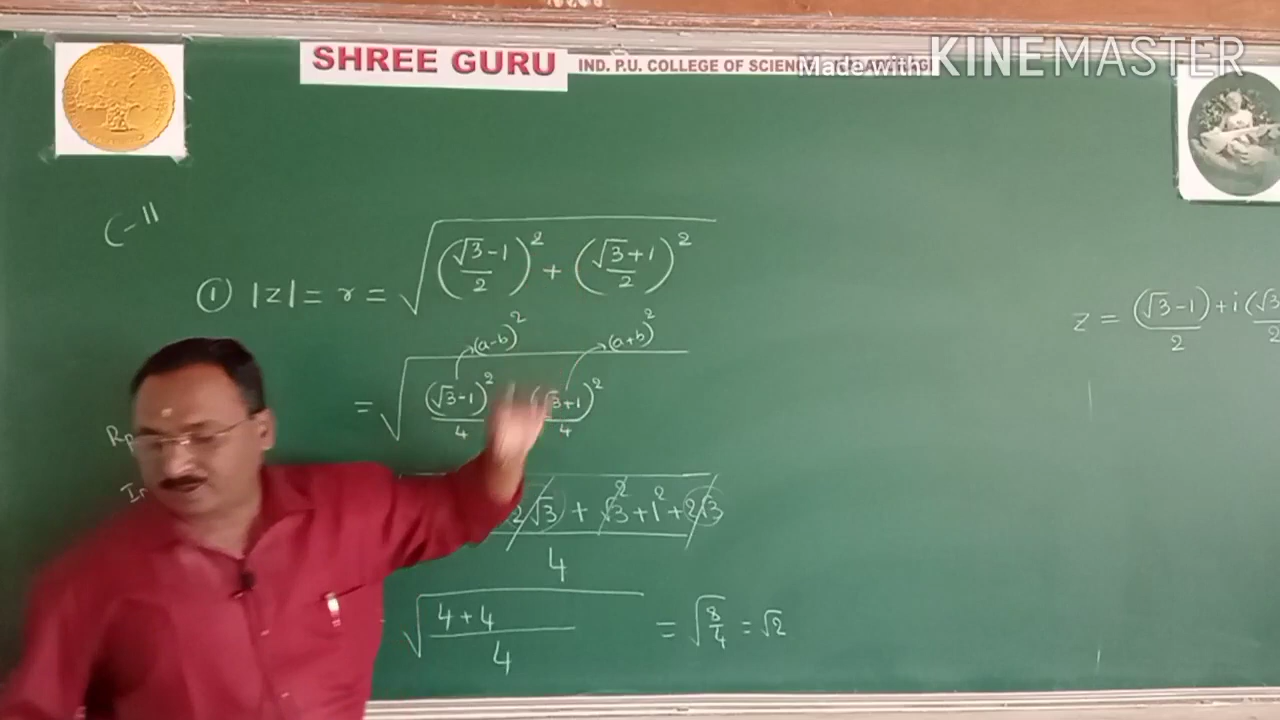 SHREE GURU
IND. P.U. COLLEGE OF SCIENCE
Made with KINEMASTER
C-11
① |z| = r = √((√3-1)/2)² + ((√3+1)/2)²
(a-b)² (a+b)²
= √(√3-1)²/4 (√3+1)²/4
2√3 + √3² + 1² + 2√3
4
√(4+4)/4 = √8/4 = √2
z = (√3-1)/2 + i(√3
2